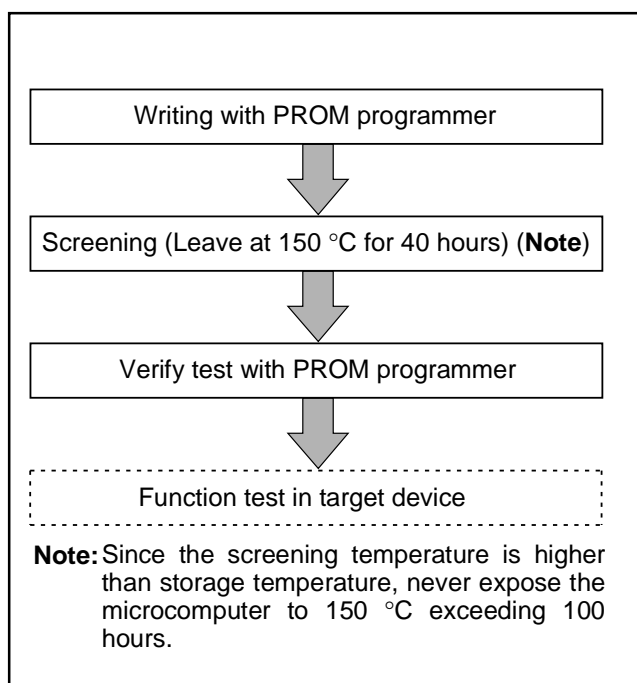 Writing with PROM programmer
Screening (Leave at 150 °C for 40 hours) (Note)
Verify test with PROM programmer
Function test in target device
Note: Since the screening temperature is higher
than storage temperature, never expose the
microcomputer to 150 °C exceeding 100
hours.